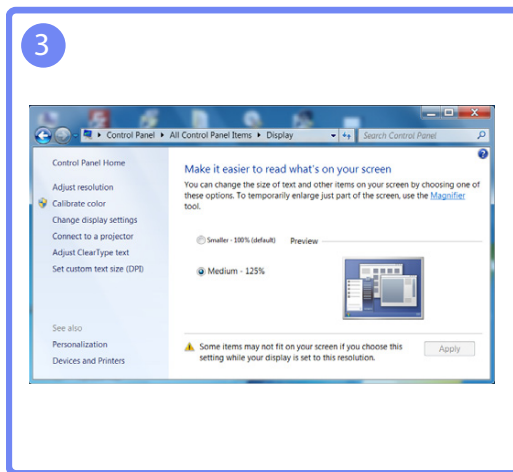 3
Control Panel ▸ All Control Panel Items ▸ Display
Search Control Panel
Control Panel Home
Adjust resolution
Calibrate color
Change display settings
Connect to a projector
Adjust ClearType text
Set custom text size (DPI)
See also
Personalization
Devices and Printers
Make it easier to read what's on your screen
You can change the size of text and other items on your screen by choosing one of
these options. To temporarily enlarge just part of the screen, use the Magnifier
tool.
Smaller - 100% (default)
Preview
Medium - 125%
Some items may not fit on your screen if you choose this
setting while your display is set to this resolution.
Apply